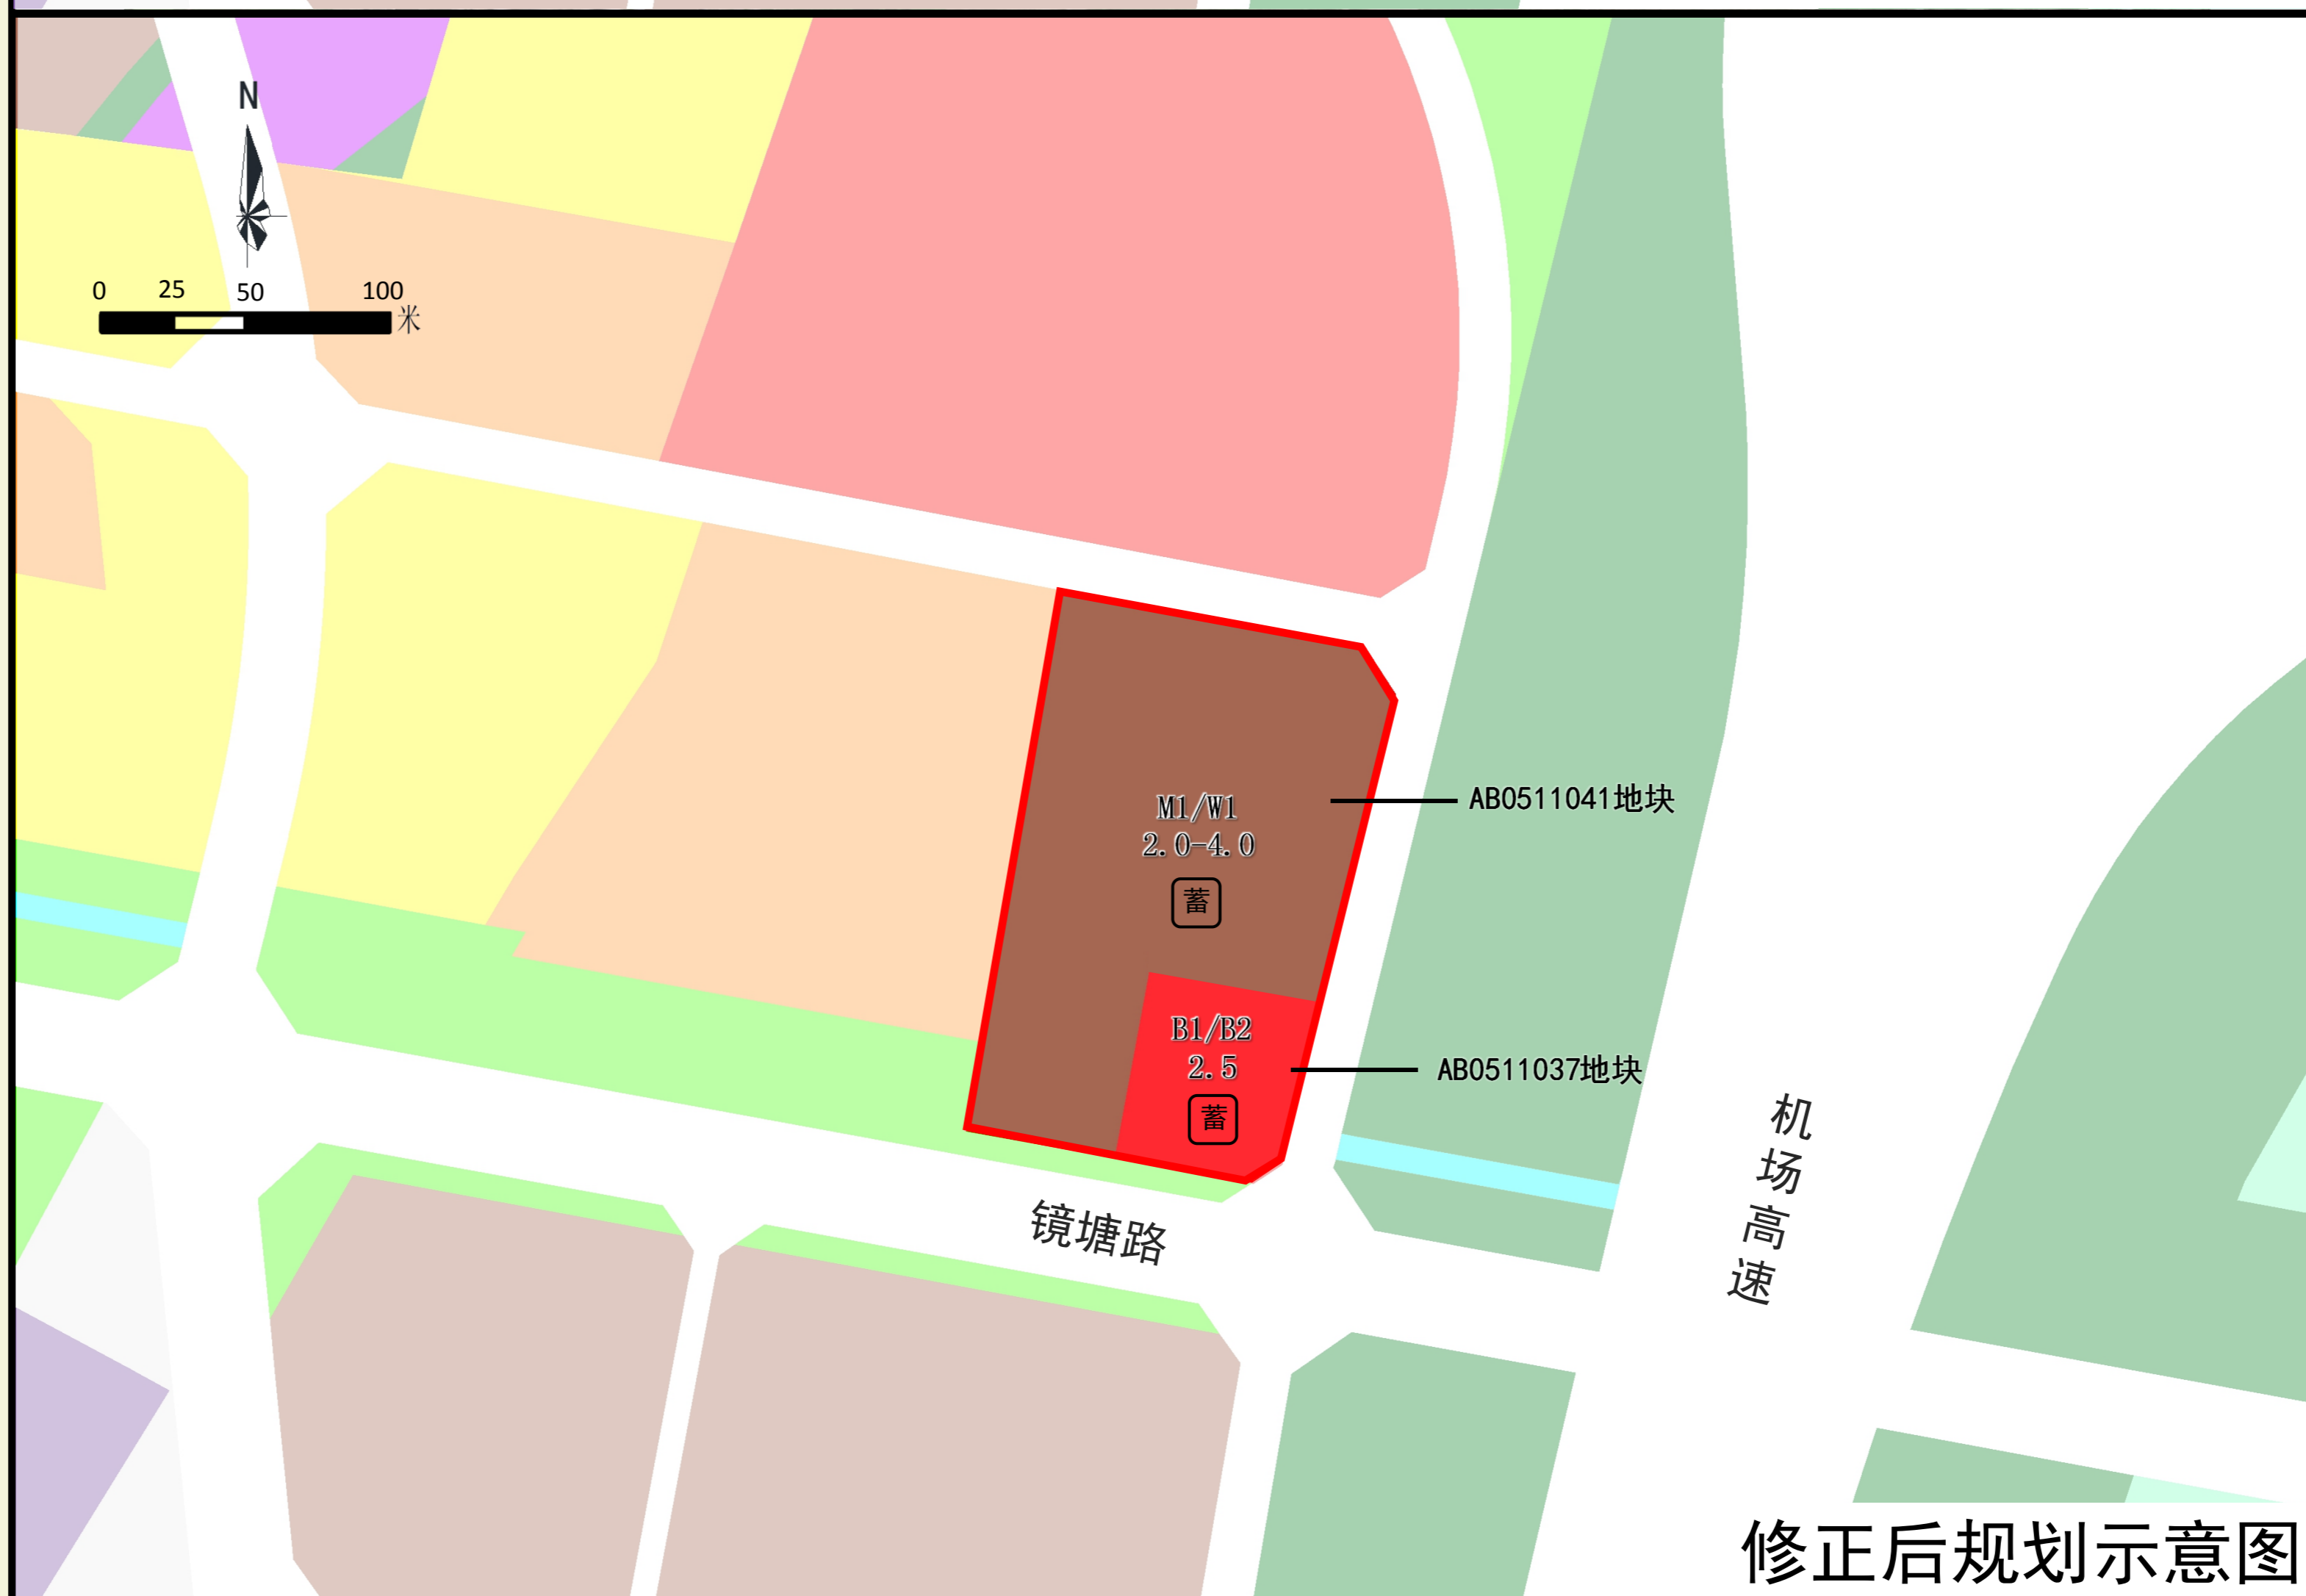 N
0 25 50 100
米
M1/W1
2.0-4.0
蓄
AB0511041地块
B1/B2
2.5
蓄
AB0511037地块
镜塘路
机场高速
修正后规划示意图